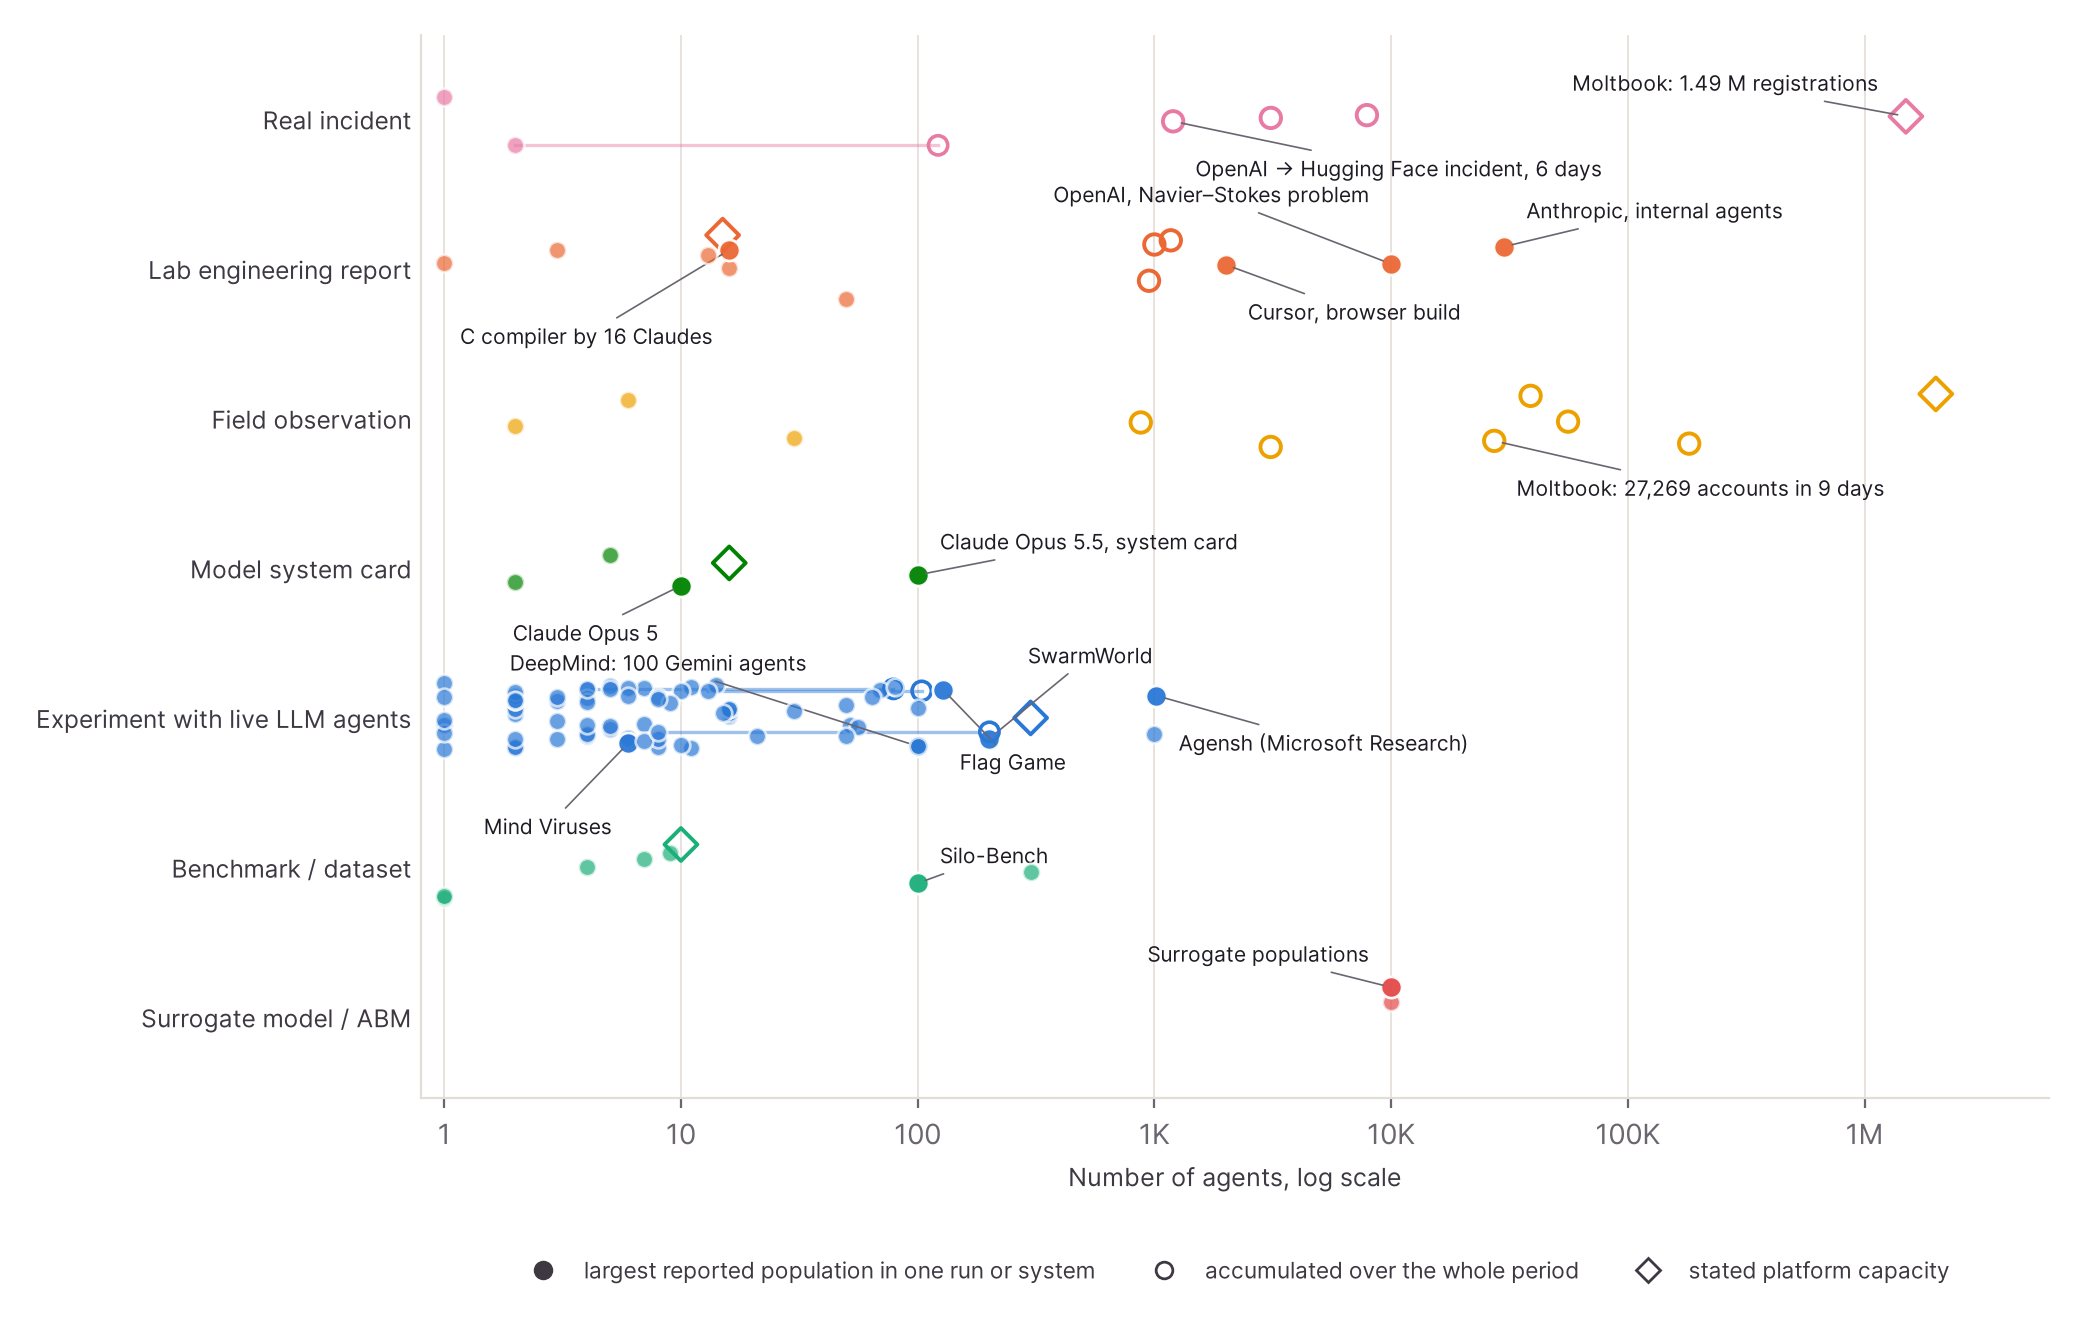 Moltbook: 1.49 M registrations
Real incident
OpenAI → Hugging Face incident, 6 days
OpenAI, Navier–Stokes problem
Anthropic, internal agents
Lab engineering report
Cursor, browser build
C compiler by 16 Claudes
Field observation
Moltbook: 27,269 accounts in 9 days
Claude Opus 5.5, system card
Model system card
Claude Opus 5
DeepMind: 100 Gemini agents
SwarmWorld
Experiment with live LLM agents
Agensh (Microsoft Research)
Flag Game
Mind Viruses
Silo-Bench
Benchmark / dataset
Surrogate populations
Surrogate model / ABM
1 10 100 1K 10K 100K 1M
Number of agents, log scale
largest reported population in one run or system accumulated over the whole period stated platform capacity